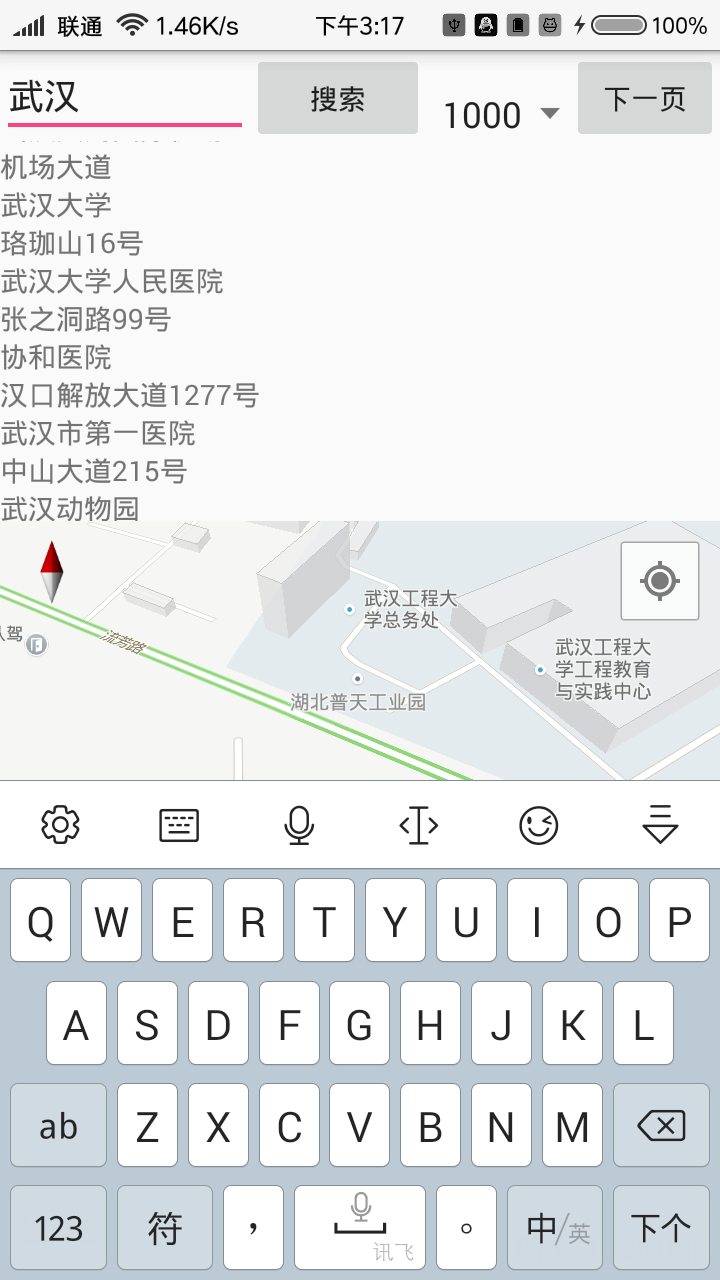 联通 1.46K/s 下午3:17 100%
武汉 搜索 1000 下一页
机场大道
武汉大学
珞珈山16号
武汉大学人民医院
张之洞路99号
协和医院
汉口解放大道1277号
武汉市第一医院
中山大道215号
武汉动物园
武汉工程大
学总务处
武汉工程大
学工程教育
与实践中心
驾
流芳路
湖北普天工业园
Q W E R T Y U I O P
A S D F G H J K L
ab Z X C V B N M
123 符 ， 讯飞 。 中/英 下个